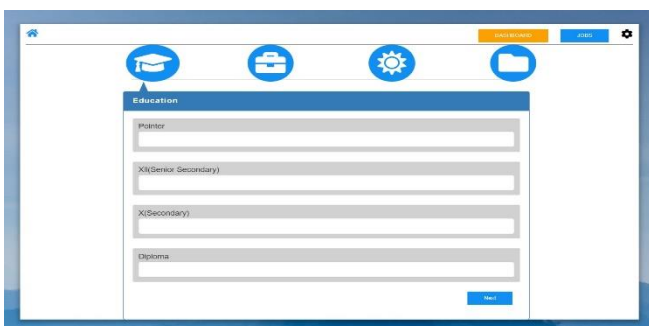 DASHBOARD
JOBS
Education
Pointer
XII(Senior Secondary)
X(Secondary)
Diploma
Next